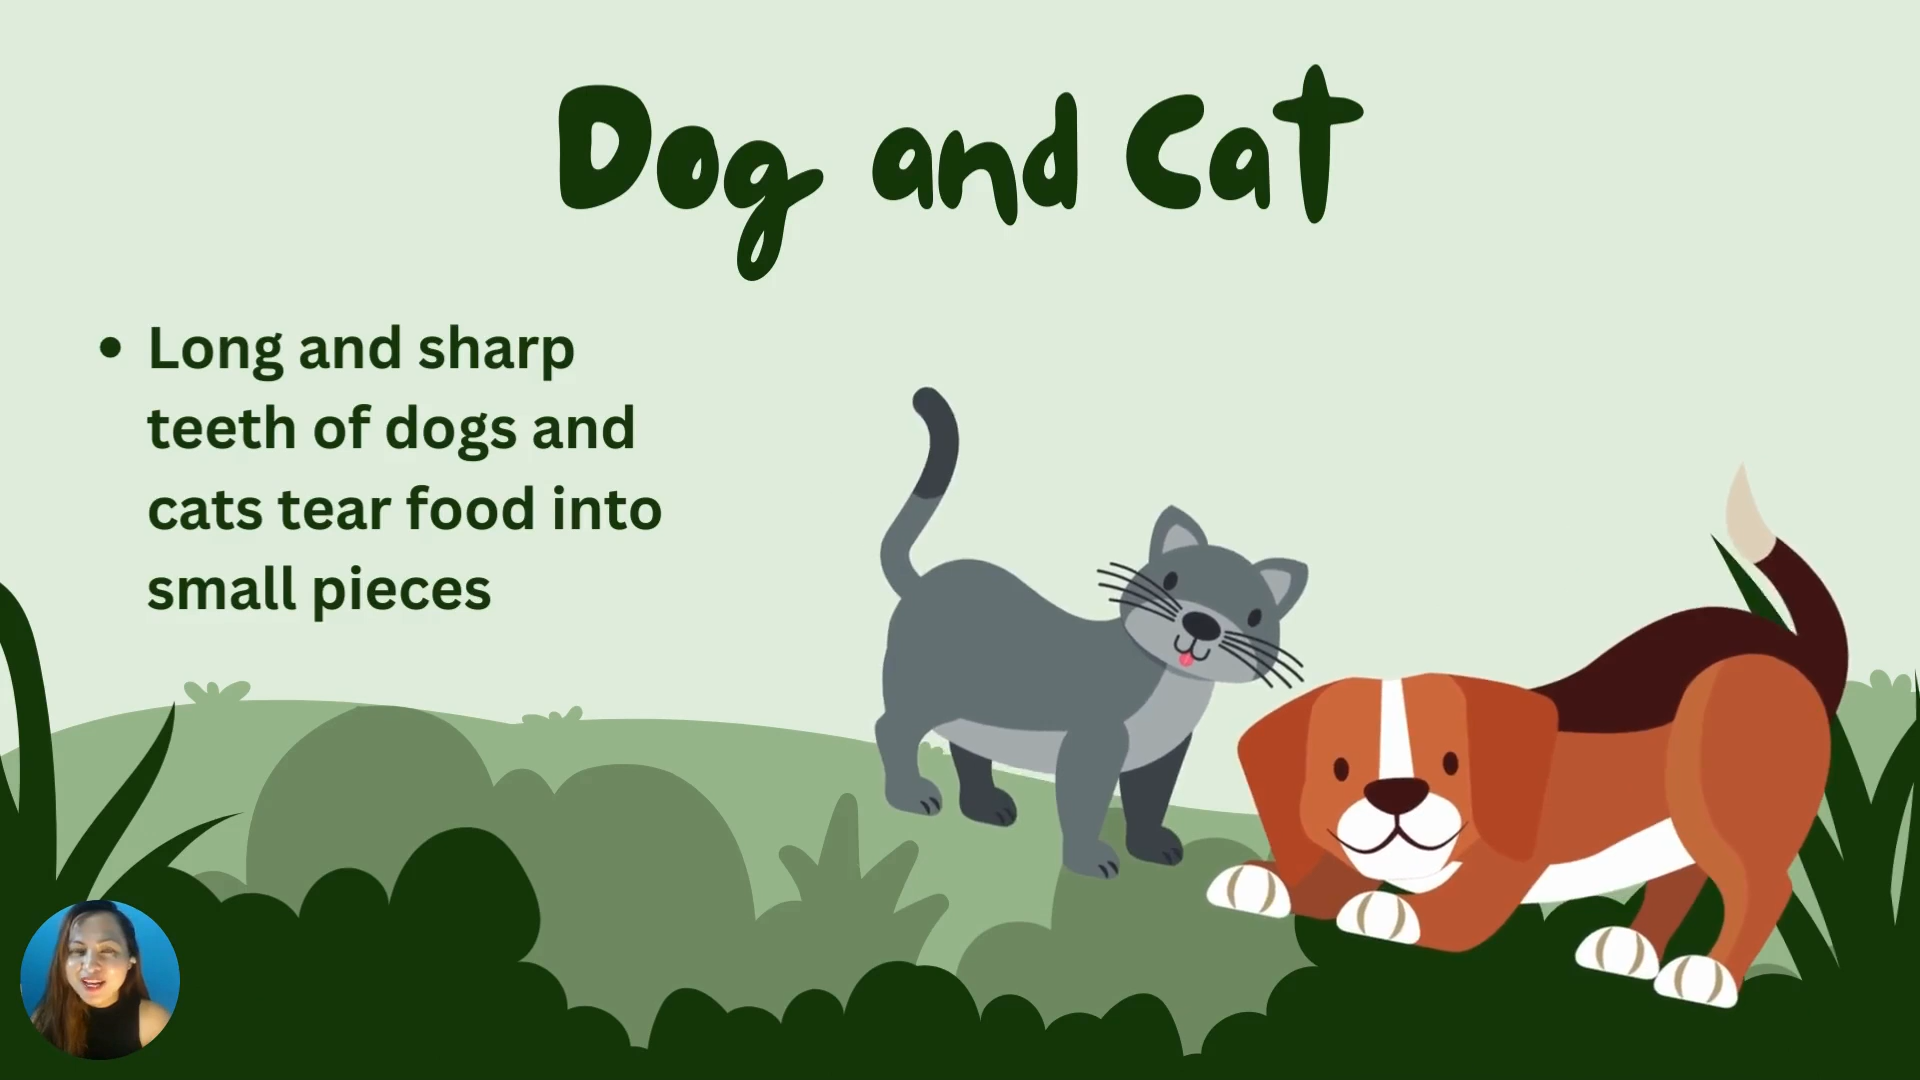 Dog and Cat
• Long and sharp
teeth of dogs and
cats tear food into
small pieces